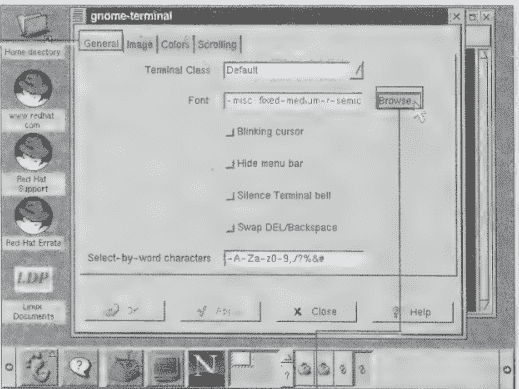 gnome-terminal
General Image Colors Scrolling
Home directory
Terminal Class Default
Font -misc-fixed-medium-r-semic Browse...
www.redhat
com
Blinking cursor
Hide menu bar
Red Hat
Support
Silence Terminal bell
Swap DEL/Backspace
Red Hat Errata
Select-by-word characters -A-Za-z0-9,./?%&#
LDP
Linux
Documents
Close
? Help
N